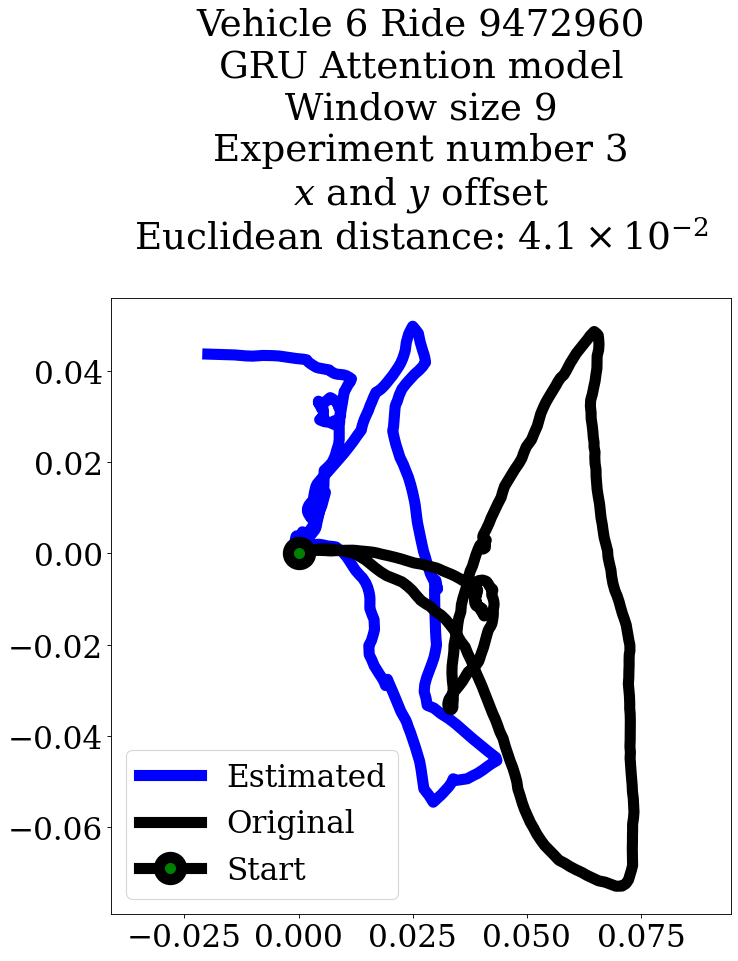 Vehicle 6 Ride 9472960
GRU Attention model
Window size 9
Experiment number 3
x and y offset
Euclidean distance: 4.1 × 10⁻²
0.04
0.02
0.00
−0.02
−0.04
−0.06
Estimated
Original
Start
−0.025 0.000 0.025 0.050 0.075